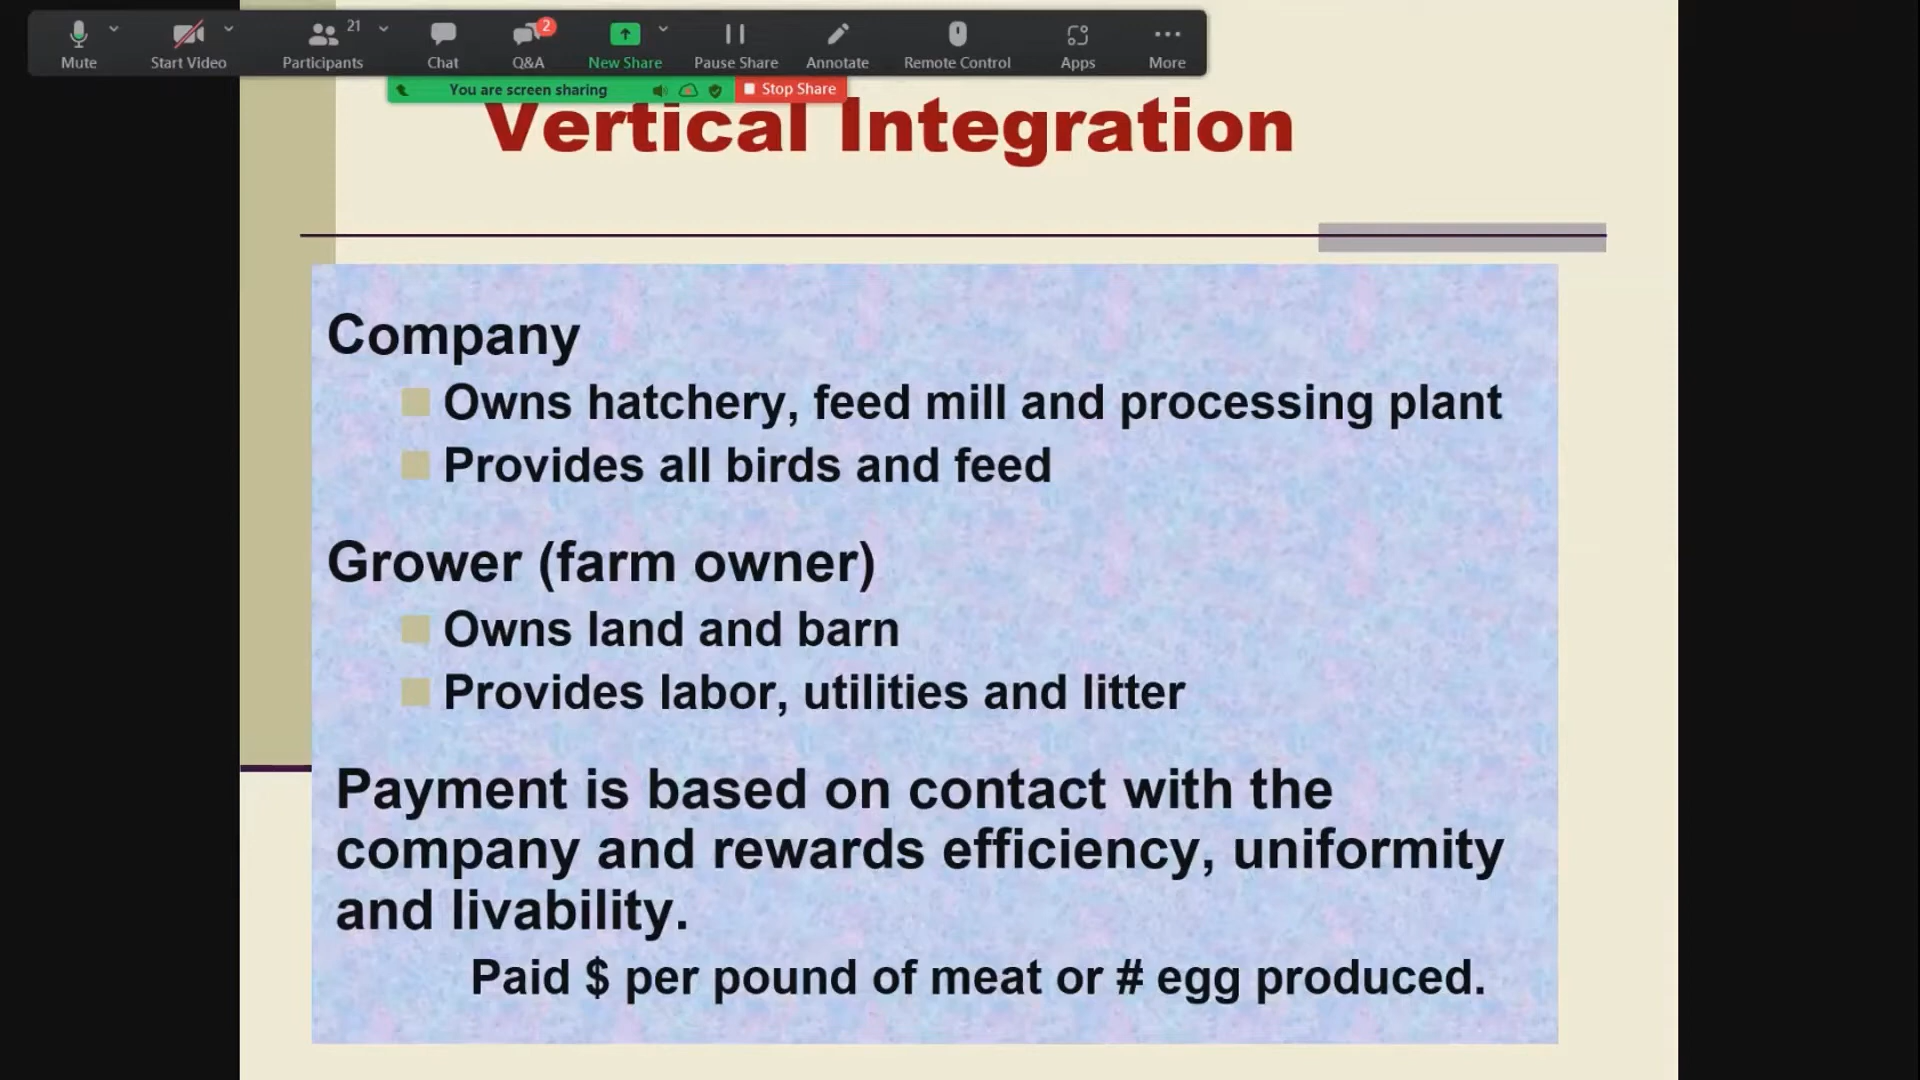 Mute
Start Video
Participants 21
Chat
Q&A 2
New Share
Pause Share
Annotate
Remote Control
Apps
More
You are screen sharing
Stop Share
Vertical Integration
Company
Owns hatchery, feed mill and processing plant
Provides all birds and feed
Grower (farm owner)
Owns land and barn
Provides labor, utilities and litter
Payment is based on contact with the
company and rewards efficiency, uniformity
and livability.
Paid $ per pound of meat or # egg produced.